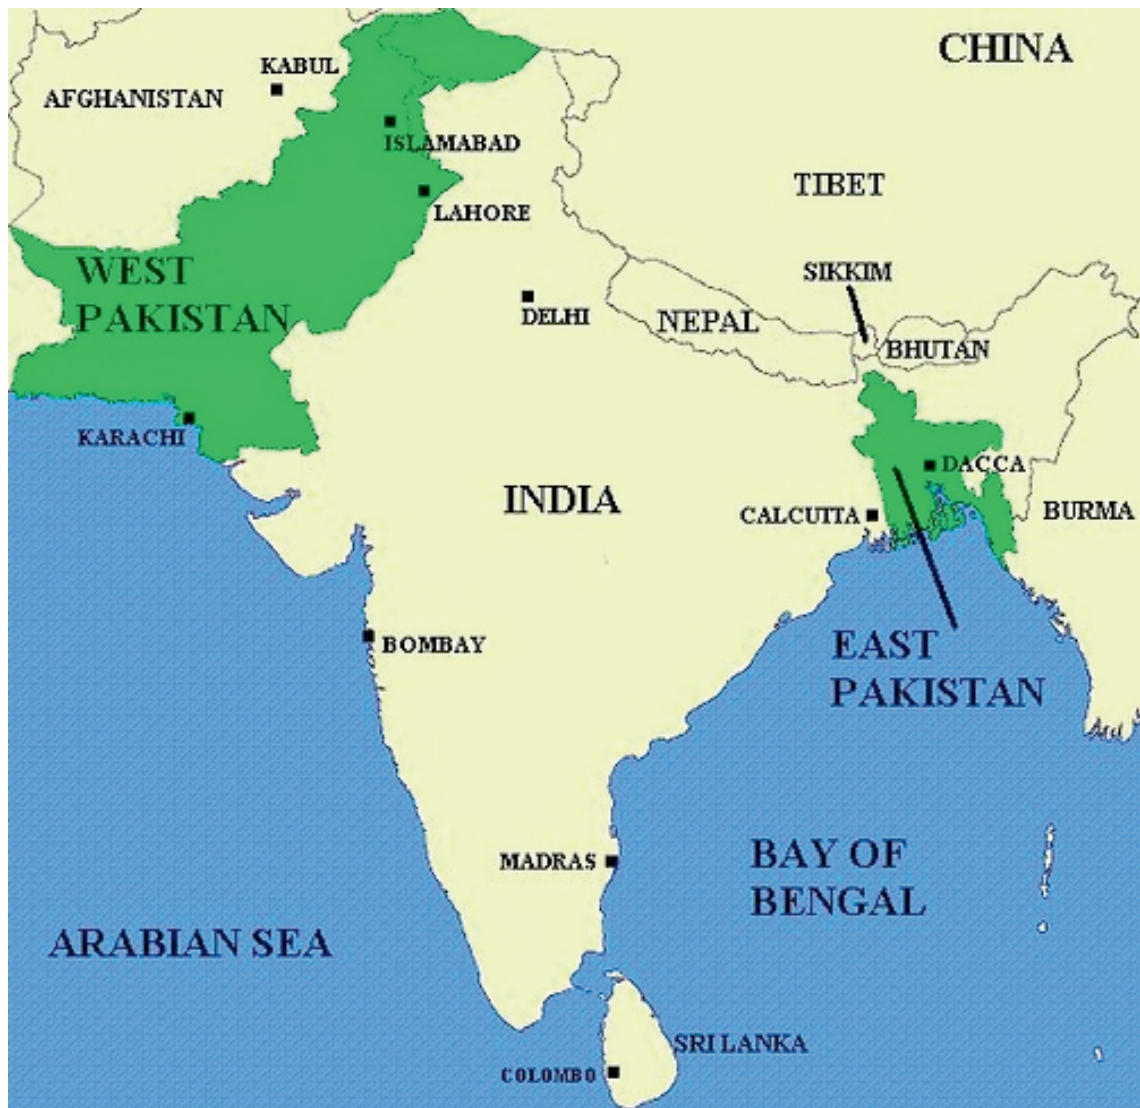 CHINA
KABUL
AFGHANISTAN
ISLAMABAD
TIBET
LAHORE
WEST
PAKISTAN
SIKKIM
DELHI
NEPAL
BHUTAN
KARACHI
DACCA
INDIA
CALCUTTA
BURMA
BOMBAY
EAST
PAKISTAN
MADRAS
BAY OF
BENGAL
ARABIAN SEA
SRI LANKA
COLOMBO